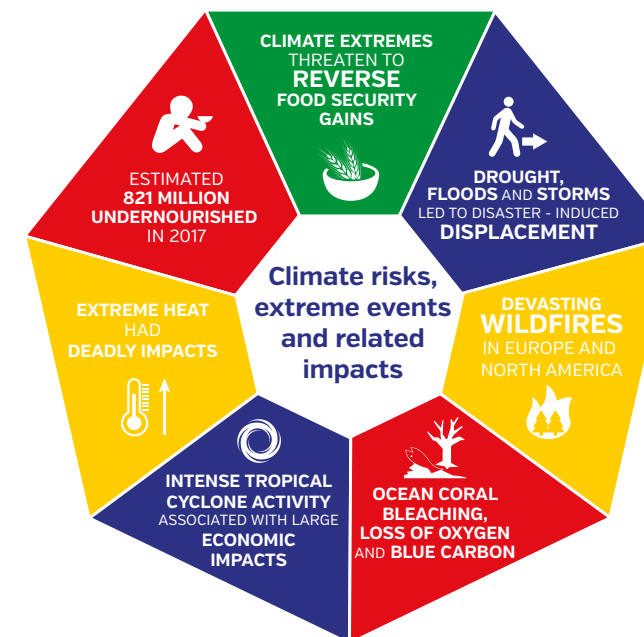 CLIMATE EXTREMES
THREATEN TO
REVERSE
FOOD SECURITY
GAINS
DROUGHT,
FLOODS AND STORMS
LED TO DISASTER - INDUCED
DISPLACEMENT
DEVASTING
WILDFIRES
IN EUROPE AND
NORTH AMERICA
OCEAN CORAL
BLEACHING,
LOSS OF OXYGEN
AND BLUE CARBON
INTENSE TROPICAL
CYCLONE ACTIVITY
ASSOCIATED WITH LARGE
ECONOMIC
IMPACTS
EXTREME HEAT
HAD
DEADLY IMPACTS
ESTIMATED
821 MILLION
UNDERNOURISHED
IN 2017
Climate risks,
extreme events
and related
impacts